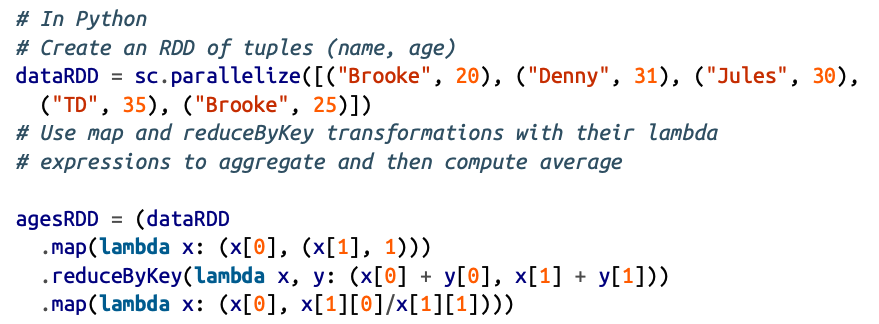 # In Python
# Create an RDD of tuples (name, age)
dataRDD = sc.parallelize([("Brooke", 20), ("Denny", 31), ("Jules", 30),
  ("TD", 35), ("Brooke", 25)])
# Use map and reduceByKey transformations with their lambda
# expressions to aggregate and then compute average

agesRDD = (dataRDD
  .map(lambda x: (x[0], (x[1], 1)))
  .reduceByKey(lambda x, y: (x[0] + y[0], x[1] + y[1]))
  .map(lambda x: (x[0], x[1][0]/x[1][1])))